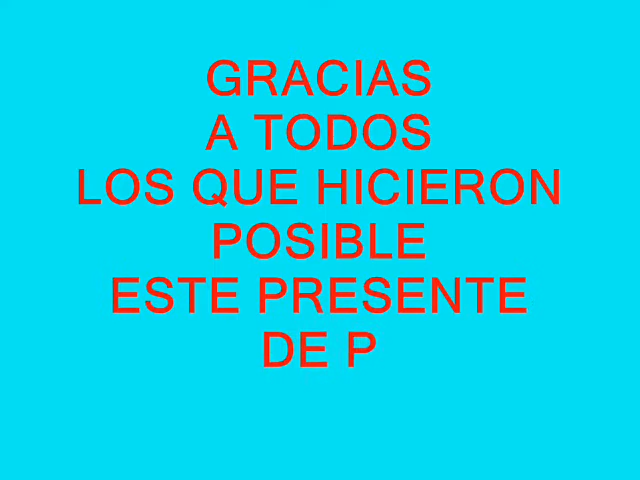 GRACIAS
A TODOS
LOS QUE HICIERON
POSIBLE
ESTE PRESENTE
DE P